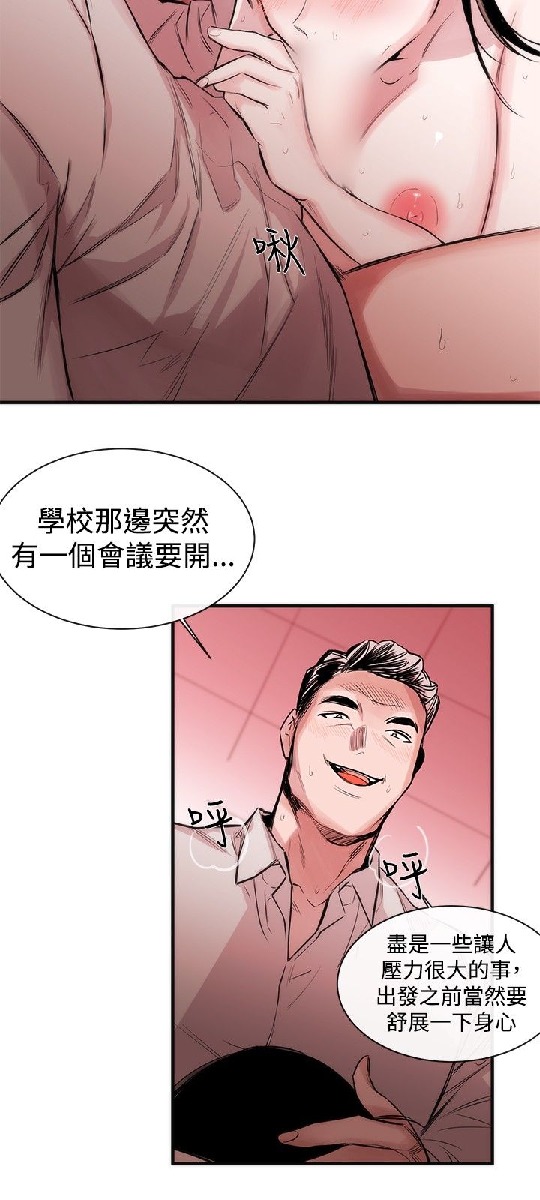 啾
學校那邊突然
有一個會議要開...
呼
呼
盡是一些讓人
壓力很大的事,
出發之前當然要
舒展一下身心